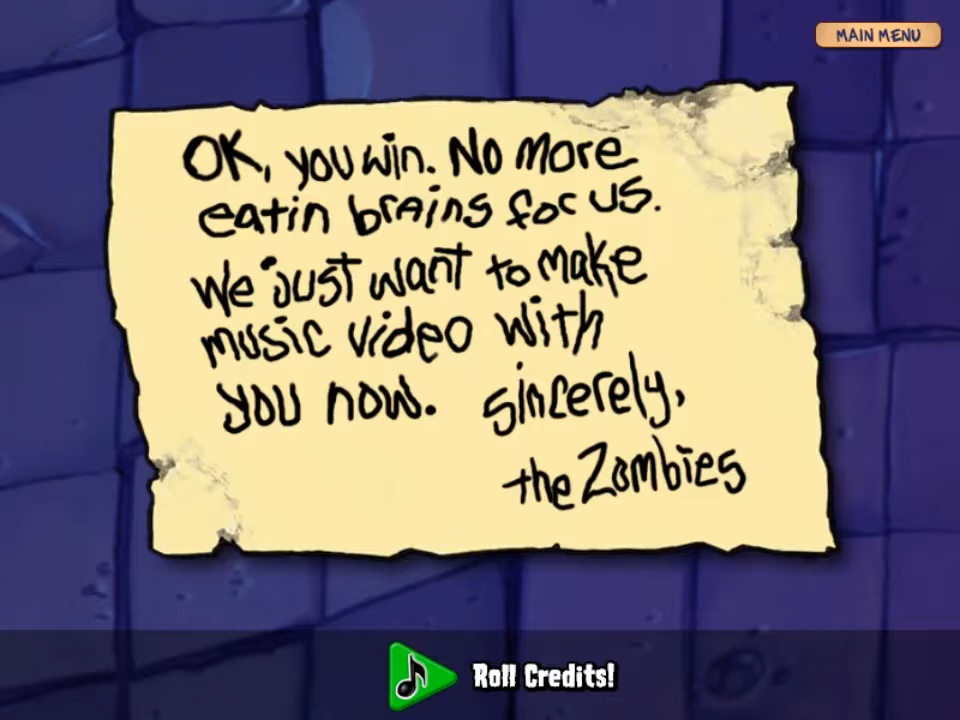 MAIN MENU
OK, you win. No More
eatin brains for us.
We just want to make
music video with
you now. sincerely,
the Zombies
Roll Credits!